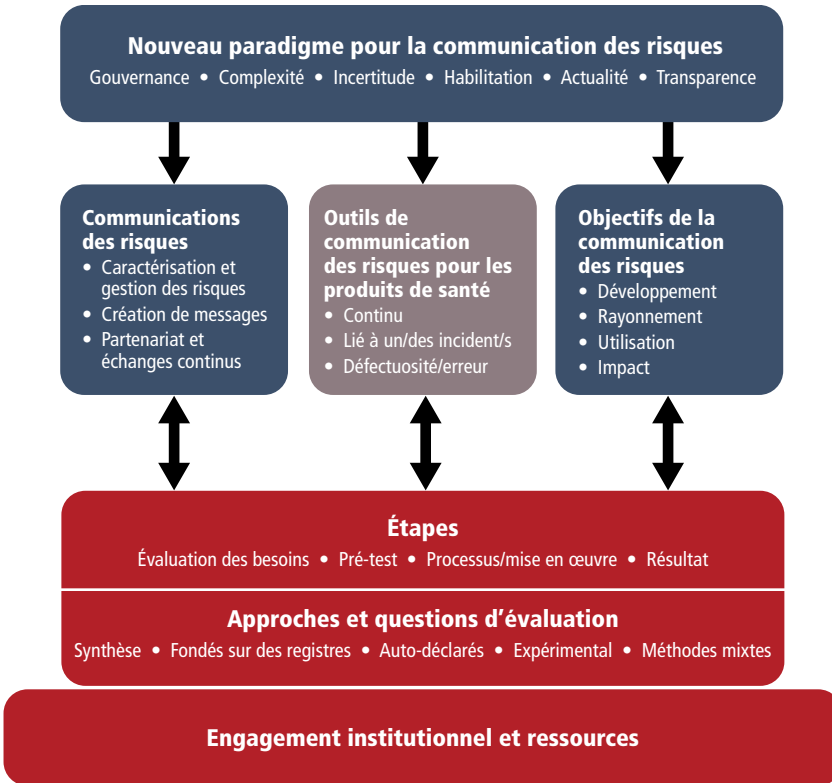 Nouveau paradigme pour la communication des risques
Gouvernance • Complexité • Incertitude • Habilitation • Actualité • Transparence
Communications
des risques
• Caractérisation et
gestion des risques
• Création de messages
• Partenariat et
échanges continus
Outils de
communication
des risques pour les
produits de santé
• Continu
• Lié à un/des incident/s
• Défectuosité/erreur
Objectifs de la
communication
des risques
• Développement
• Rayonnement
• Utilisation
• Impact
Étapes
Évaluation des besoins • Pré-test • Processus/mise en œuvre • Résultat
Approches et questions d’évaluation
Synthèse • Fondés sur des registres • Auto-déclarés • Expérimental • Méthodes mixtes
Engagement institutionnel et ressources